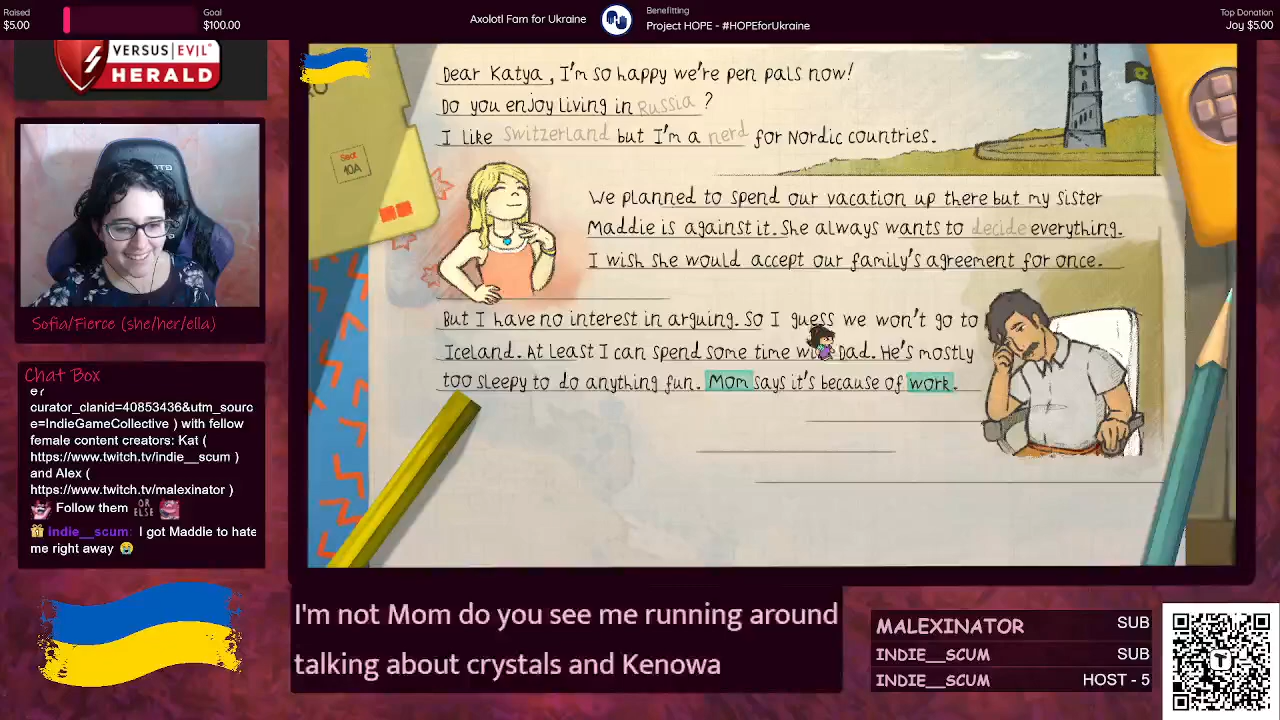 Raised
$5.00
Goal
$100.00
Axolotl Fam for Ukraine
Benefitting
Project HOPE - #HOPEforUkraine
Top Donation
Joy $5.00
VERSUS EVIL
HERALD
Sofia/Fierce (she/her/ella)
Chat Box
er
curator_clanid=40853436&utm_sourc
e=IndieGameCollective ) with fellow
female content creators: Kat (
https://www.twitch.tv/indie__scum )
and Alex (
https://www.twitch.tv/malexinator )
Follow them OR ELSE
indie__scum: I got Maddie to hate
me right away
Sect
10A
Dear Katya, I'm so happy we're pen pals now!
Do you enjoy living in Russia ?
I like Switzerland but I'm a nerd for Nordic countries.
We planned to spend our vacation up there but my sister
Maddie is against it. She always wants to decide everything.
I wish she would accept our family's agreement for once.
But I have no interest in arguing. So I guess we won't go to
Iceland. At least I can spend some time with Dad. He's mostly
too sleepy to do anything fun. Mom says it's because of work.
I'm not Mom do you see me running around
talking about crystals and Kenowa
MALEXINATOR SUB
INDIE__SCUM SUB
INDIE__SCUM HOST - 5